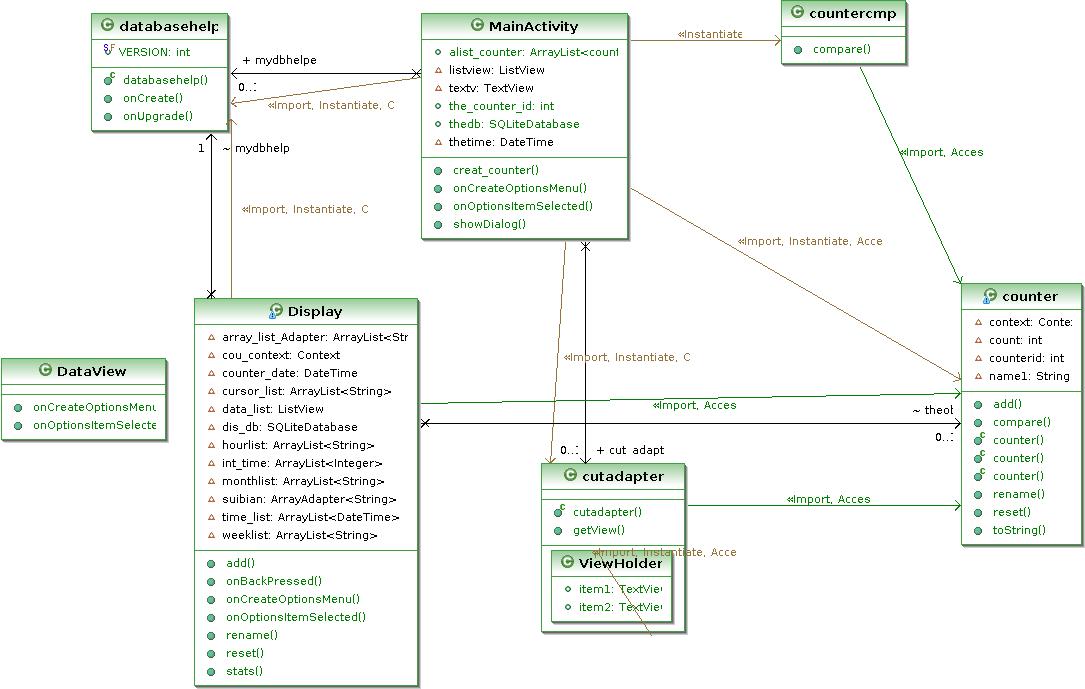 databasehelp
VERSION: int
databasehelp()
onCreate()
onUpgrade()
+ mydbhelpe
0..
«Import, Instantiate, C
MainActivity
alist_counter: ArrayList<count
listview: ListView
textv: TextView
the_counter_id: int
thedb: SQLiteDatabase
thetime: DateTime
creat_counter()
onCreateOptionsMenu()
onOptionsItemSelected()
showDialog()
«Instantiate
countercmp
compare()
«Import, Acces
1
~ mydbhelp
«Import, Instantiate, C
«Import, Instantiate, Acce
Display
array_list_Adapter: ArrayList<Str
cou_context: Context
counter_date: DateTime
cursor_list: ArrayList<String>
data_list: ListView
dis_db: SQLiteDatabase
hourlist: ArrayList<String>
int_time: ArrayList<Integer>
monthlist: ArrayList<String>
suibian: ArrayAdapter<String>
time_list: ArrayList<DateTime>
weeklist: ArrayList<String>
add()
onBackPressed()
onCreateOptionsMenu()
onOptionsItemSelected()
rename()
reset()
stats()
DataView
onCreateOptionsMenu
onOptionsItemSelecte
«Import, Instantiate, C
«Import, Acces
~ theot
0..
0..
+ cut_adapt
counter
context: Conte
count: int
counterid: int
name1: String
add()
compare()
counter()
counter()
counter()
rename()
reset()
toString()
cutadapter
cutadapter()
getView()
«Import, Acces
«Import, Instantiate, Acce
ViewHolder
item1: TextVie
item2: TextVie